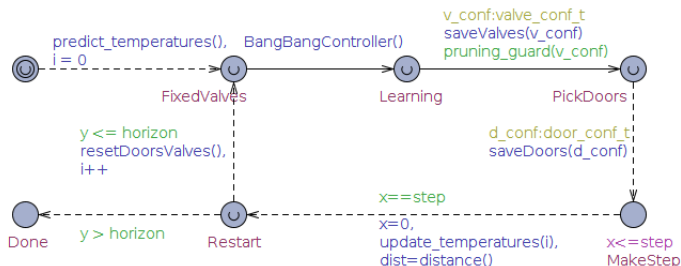 v_conf:valve_conf_t
predict_temperatures(),
BangBangController()
saveValves(v_conf)
i = 0
pruning_guard(v_conf)
FixedValves
Learning
PickDoors
y <= horizon
resetDoorsValves(),
i++
d_conf:door_conf_t
saveDoors(d_conf)
x==step
Done
y > horizon
Restart
x=0,
update_temperatures(i),
dist=distance()
x<=step
MakeStep